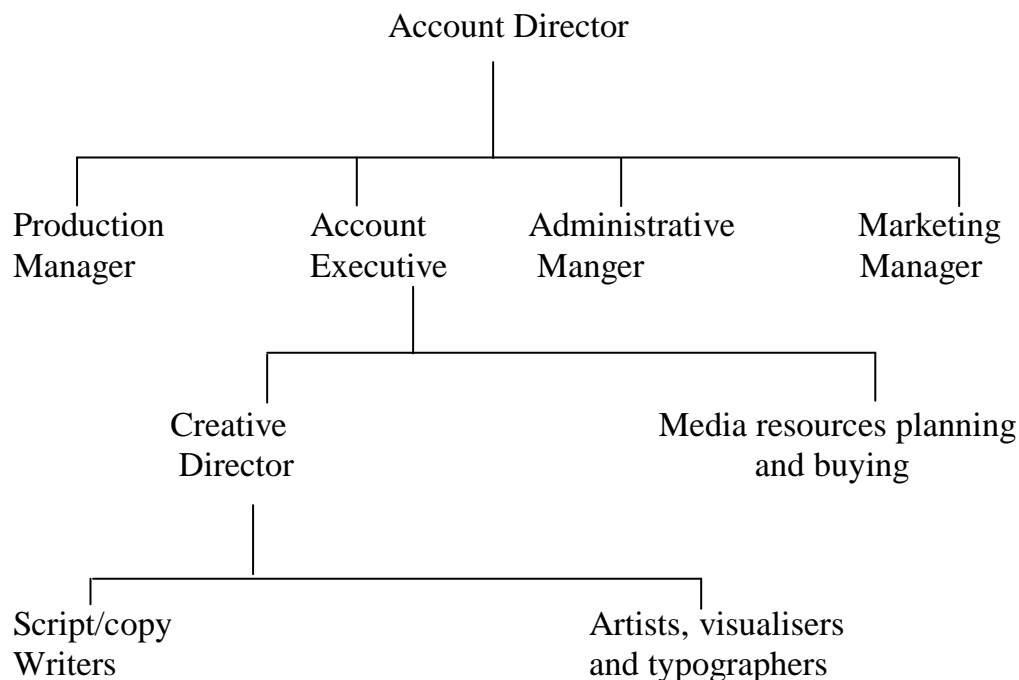 Account Director
Production Account Administrative Marketing
Manager Executive Manger Manager
Creative Media resources planning
Director and buying
Script/copy Artists, visualisers
Writers and typographers